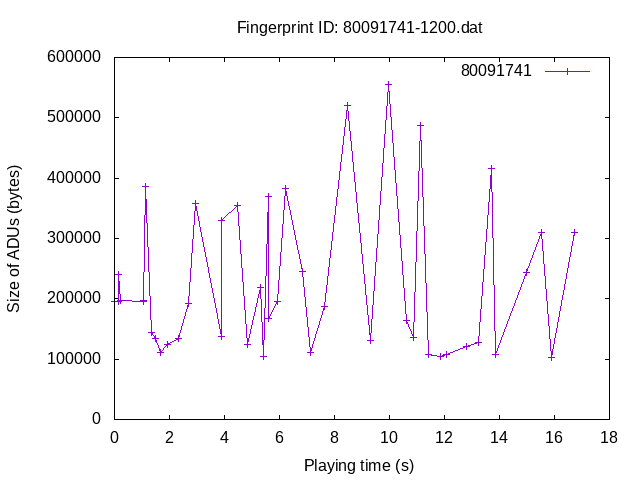 Fingerprint ID: 80091741-1200.dat
80091741
Size of ADUs (bytes)
600000
500000
400000
300000
200000
100000
0
0 2 4 6 8 10 12 14 16 18
Playing time (s)